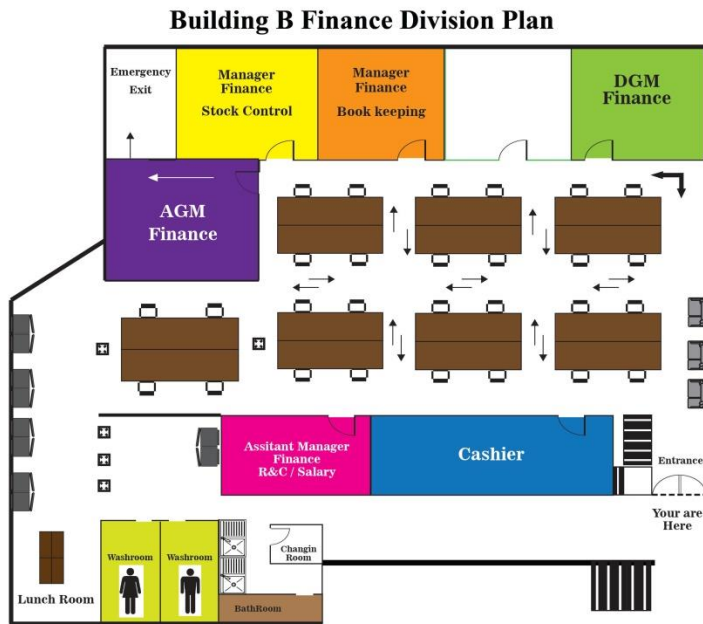 Building B Finance Division Plan
Emergency
Exit
Manager
Finance
Stock Control
Manager
Finance
Book keeping
DGM
Finance
AGM
Finance
Assitant Manager
Finance
R&C / Salary
Cashier
Entrance
Your are
Here
Washroom
Washroom
Changin
Room
Lunch Room
BathRoom